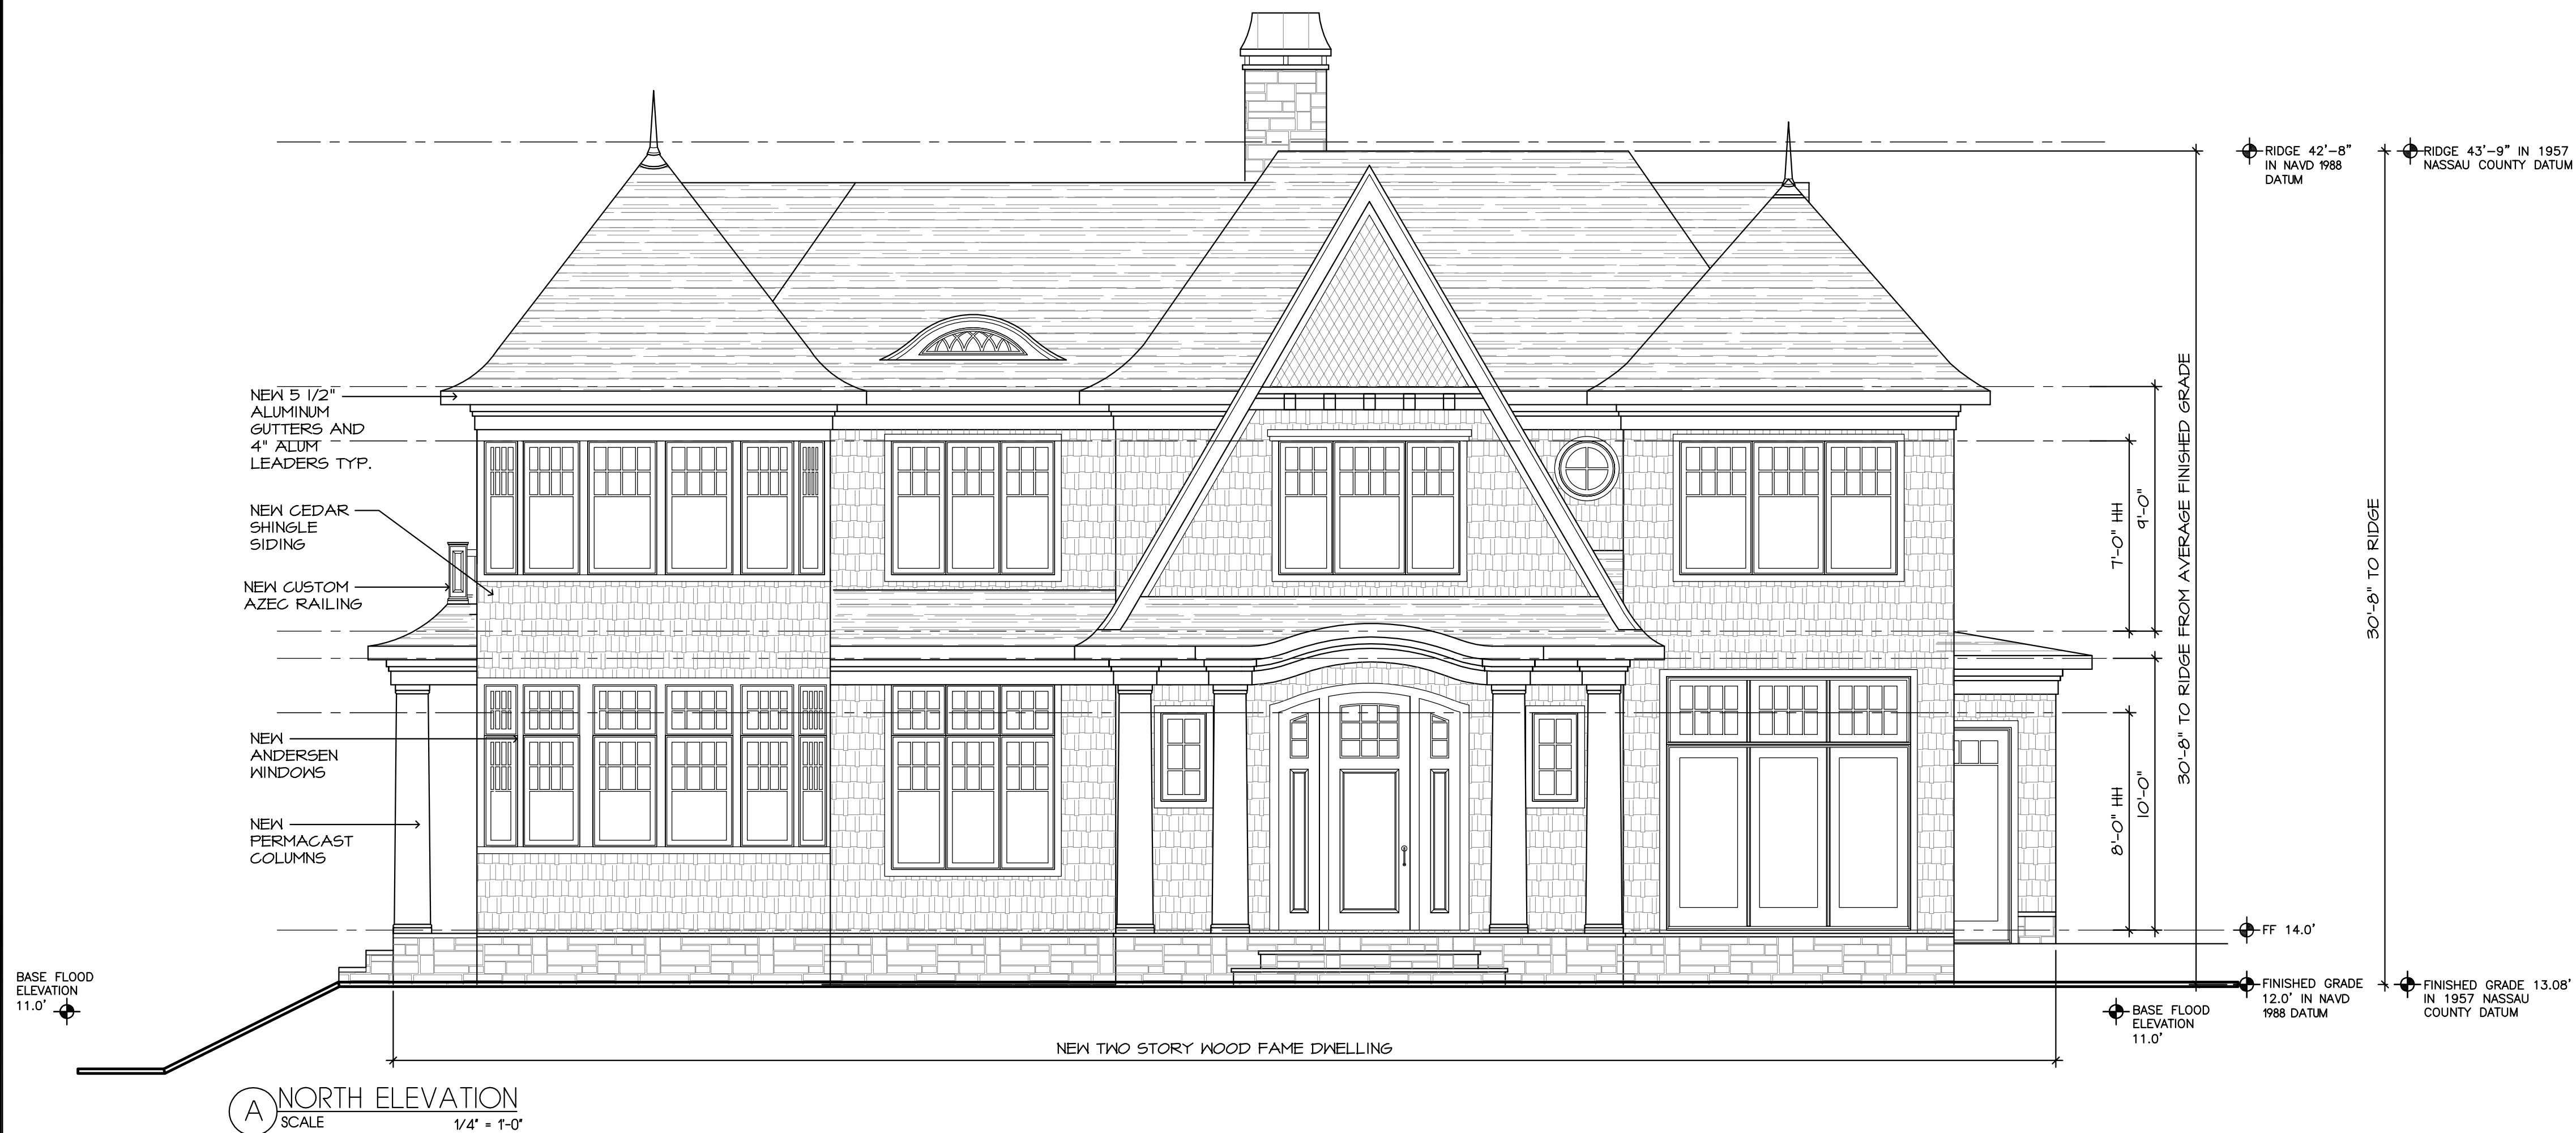 RIDGE 42'-8"
IN NAVD 1988
DATUM
RIDGE 43'-9" IN 1957
NASSAU COUNTY DATUM
NEW 5 1/2"
ALUMINUM
GUTTERS AND
4" ALUM
LEADERS TYP.
NEW CEDAR
SHINGLE
SIDING
NEW CUSTOM
AZEC RAILING
NEW
ANDERSEN
WINDOWS
NEW
PERMACAST
COLUMNS
7'-0" HH
9'-0"
8'-0" HH
10'-0"
30'-8" TO RIDGE FROM AVERAGE FINISHED GRADE
30'-8" TO RIDGE
FF 14.0'
FINISHED GRADE
12.0' IN NAVD
1988 DATUM
FINISHED GRADE 13.08'
IN 1957 NASSAU
COUNTY DATUM
BASE FLOOD
ELEVATION
11.0'
BASE FLOOD
ELEVATION
11.0'
NEW TWO STORY WOOD FAME DWELLING
A
NORTH ELEVATION
SCALE 1/4" = 1'-0"